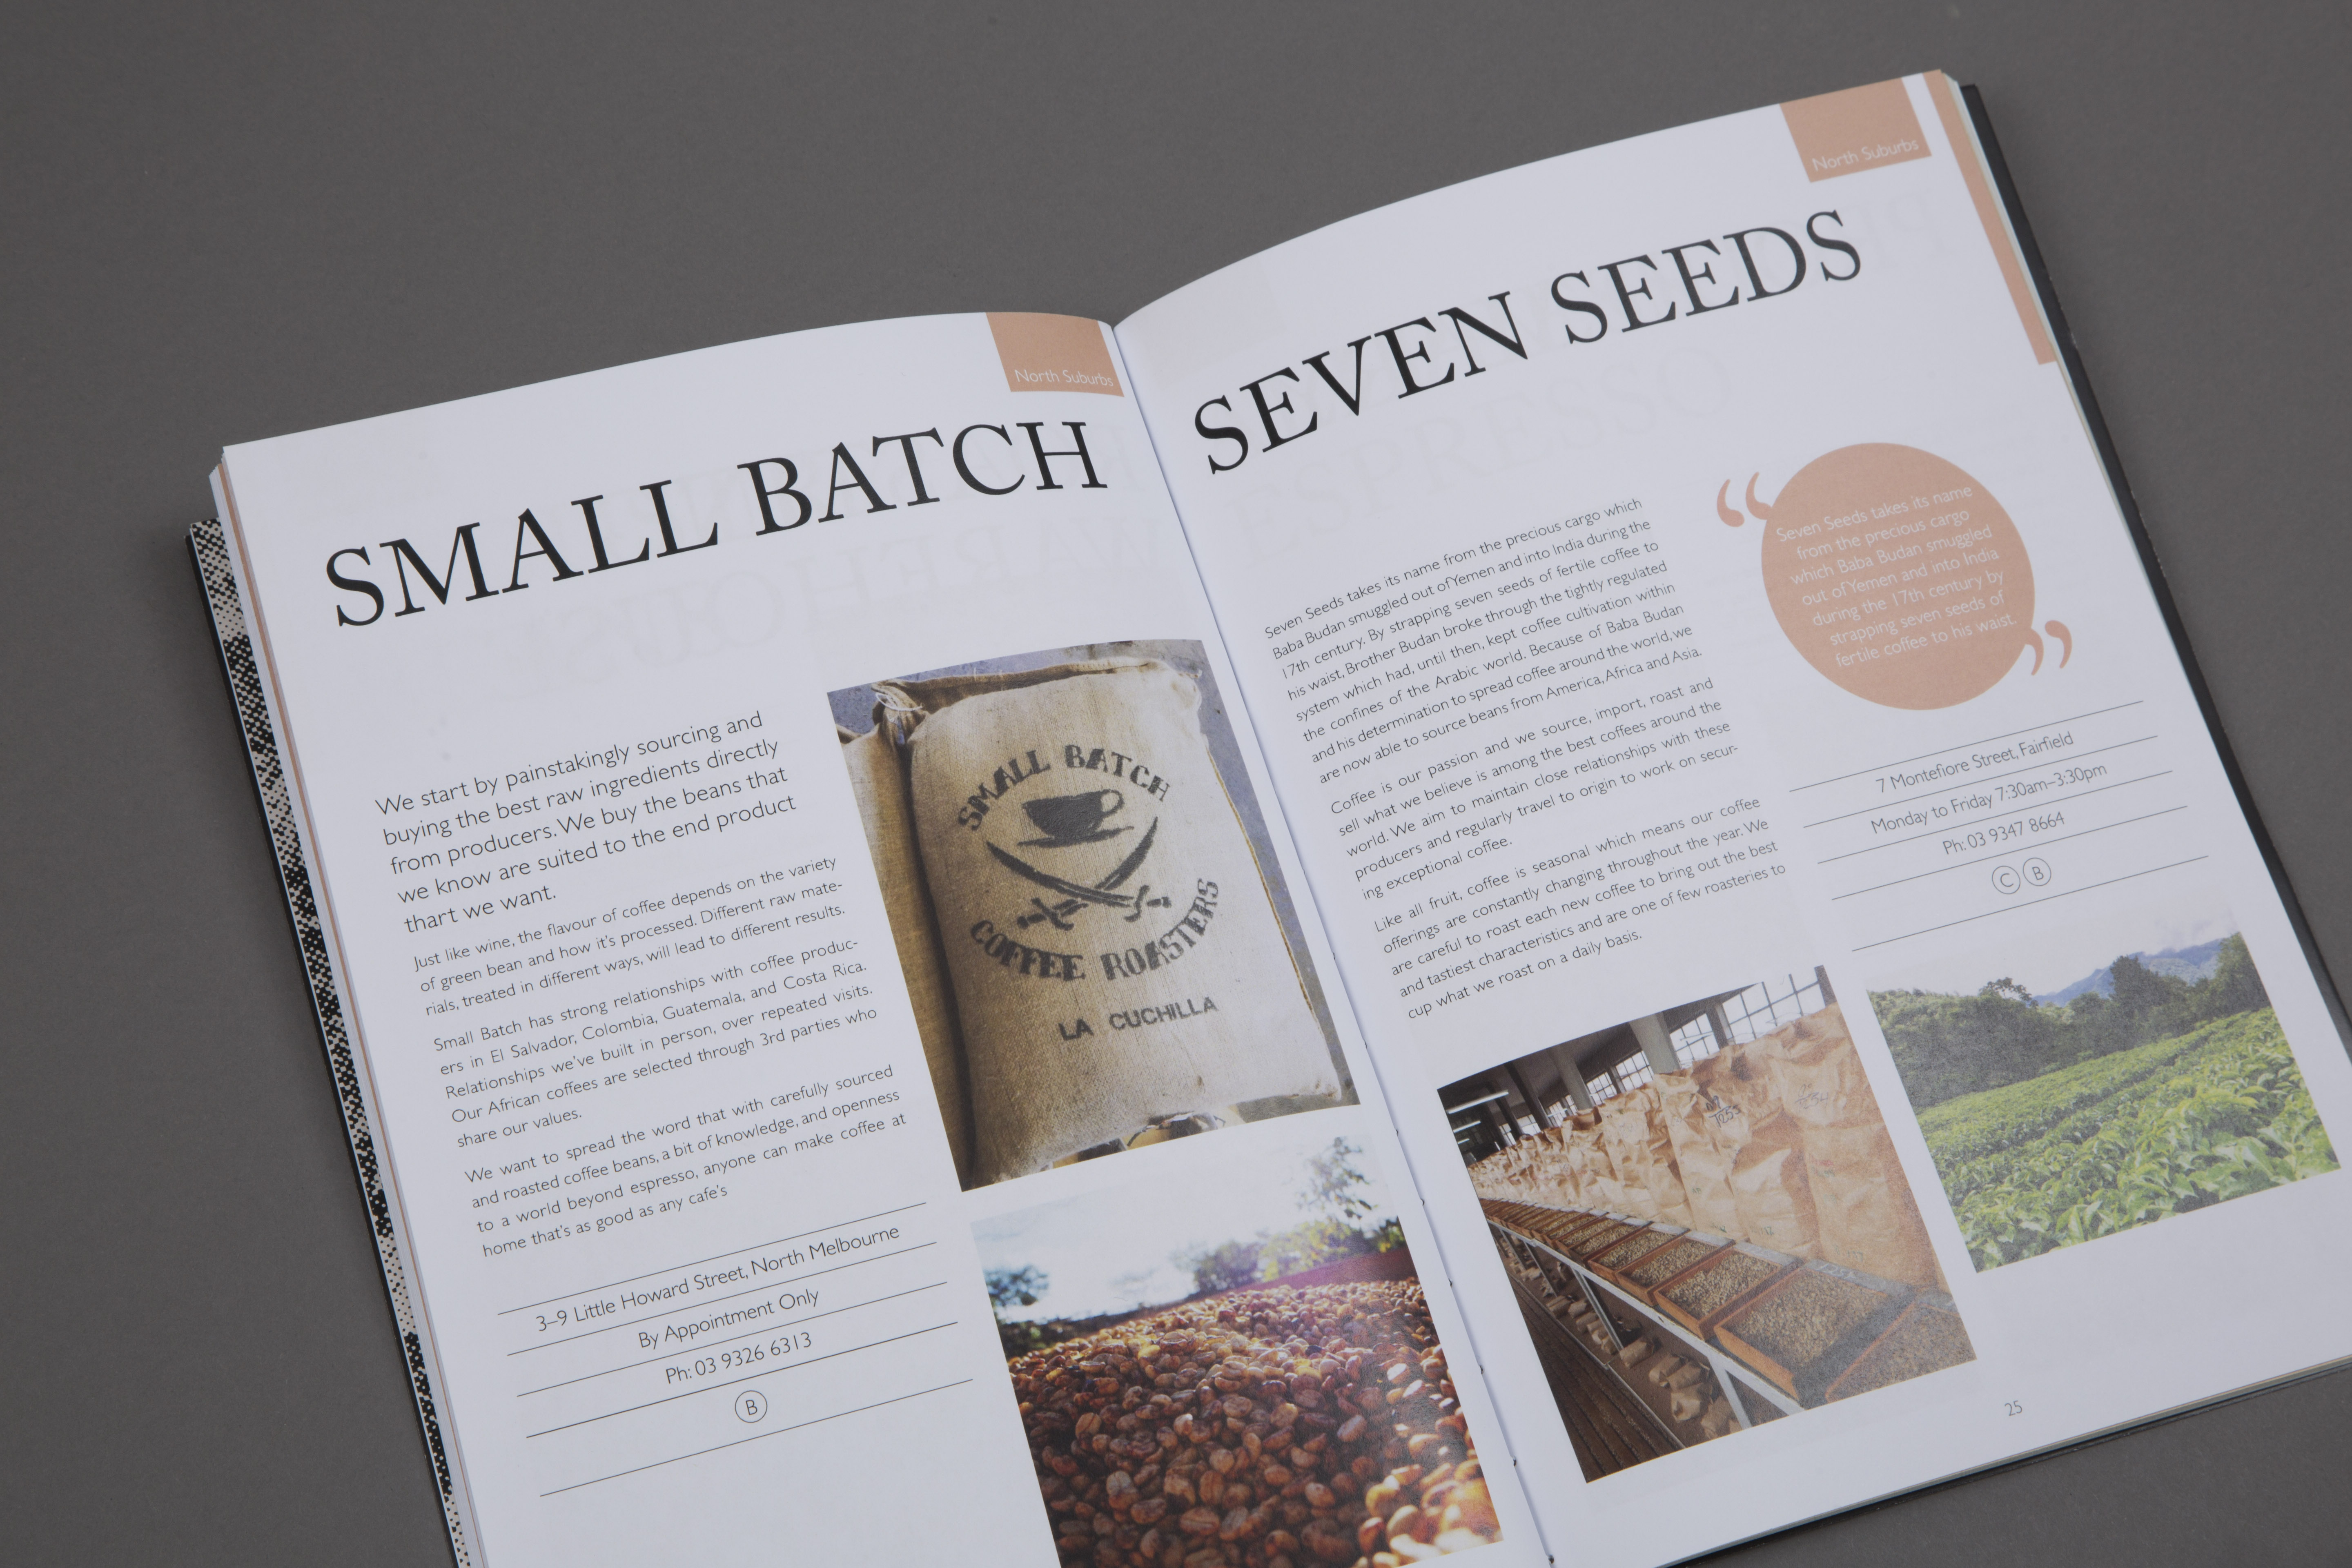 North Suburbs
SMALL BATCH
We start by painstakingly sourcing and
buying the best raw ingredients directly
from producers. We buy the beans that
we know are suited to the end product
thart we want.
Just like wine, the flavour of coffee depends on the variety
of green bean and how it's processed. Different raw mate-
rials, treated in different ways, will lead to different results.
Small Batch has strong relationships with coffee produc-
ers in El Salvador, Colombia, Guatemala, and Costa Rica.
Relationships we've built in person, over repeated visits.
Our African coffees are selected through 3rd parties who
share our values.
We want to spread the word that with carefully sourced
and roasted coffee beans, a bit of knowledge, and openness
to a world beyond espresso, anyone can make coffee at
home that's as good as any cafe's
3–9 Little Howard Street, North Melbourne
By Appointment Only
Ph: 03 9326 6313
B
SMALL BATCH
COFFEE ROASTERS
LA CUCHILLA
North Suburbs
SEVEN SEEDS
Seven Seeds takes its name from the precious cargo which
Baba Budan smuggled out of Yemen and into India during the
17th century. By strapping seven seeds of fertile coffee to
his waist, Brother Budan broke through the tightly regulated
system which had, until then, kept coffee cultivation within
the confines of the Arabic world. Because of Baba Budan
and his determination to spread coffee around the world, we
are now able to source beans from America, Africa and Asia.
Coffee is our passion and we source, import, roast and
sell what we believe is among the best coffees around the
world. We aim to maintain close relationships with these
producers and regularly travel to origin to work on secur-
ing exceptional coffee.
Like all fruit, coffee is seasonal which means our coffee
offerings are constantly changing throughout the year. We
are careful to roast each new coffee to bring out the best
and tastiest characteristics and are one of few roasteries to
cup what we roast on a daily basis.
“
Seven Seeds takes its name
from the precious cargo
which Baba Budan smuggled
out of Yemen and into India
during the 17th century by
strapping seven seeds of
fertile coffee to his waist.
”
7 Montefiore Street, Fairfield
Monday to Friday 7:30am–3:30pm
Ph: 03 9347 8664
C B
25